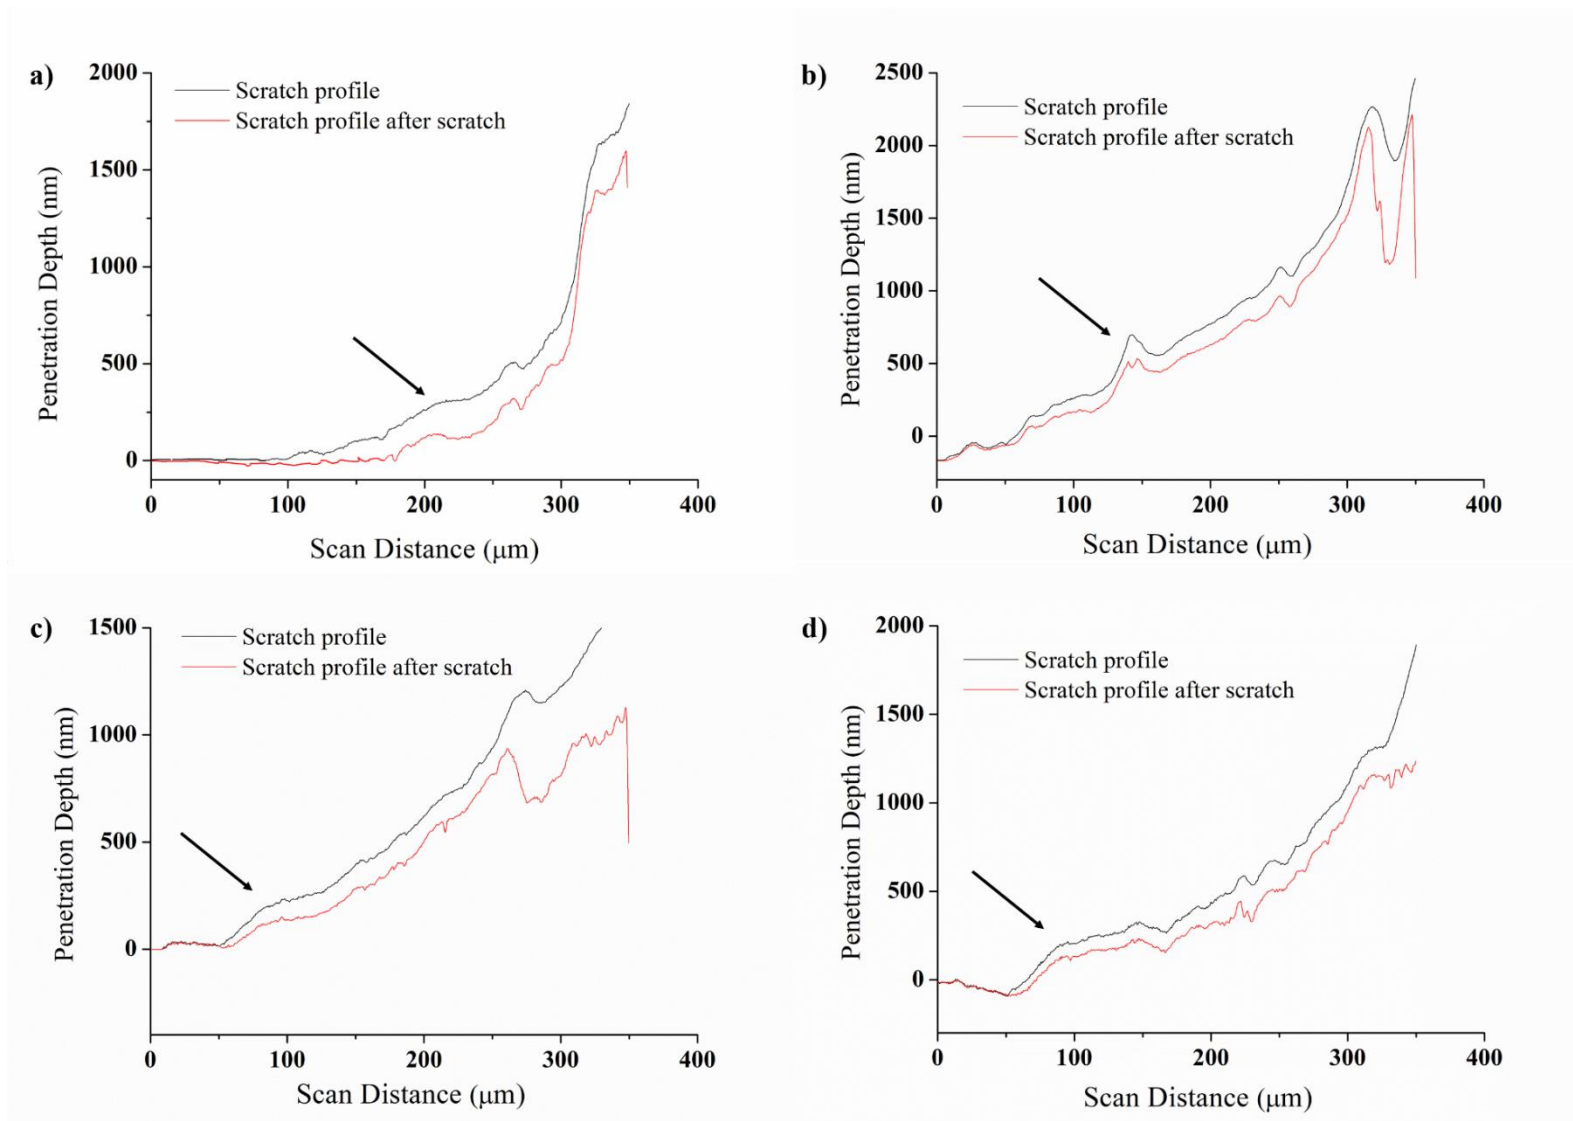 a)
Scratch profile
Scratch profile after scratch
Penetration Depth (nm)
2000
1500
1000
500
0
0 100 200 300 400
Scan Distance (μm)
b)
Scratch profile
Scratch profile after scratch
Penetration Depth (nm)
2500
2000
1500
1000
500
0
0 100 200 300 400
Scan Distance (μm)
c)
Scratch profile
Scratch profile after scratch
Penetration Depth (nm)
1500
1000
500
0
0 100 200 300 400
Scan Distance (μm)
d)
Scratch profile
Scratch profile after scratch
Penetration Depth (nm)
2000
1500
1000
500
0
0 100 200 300 400
Scan Distance (μm)